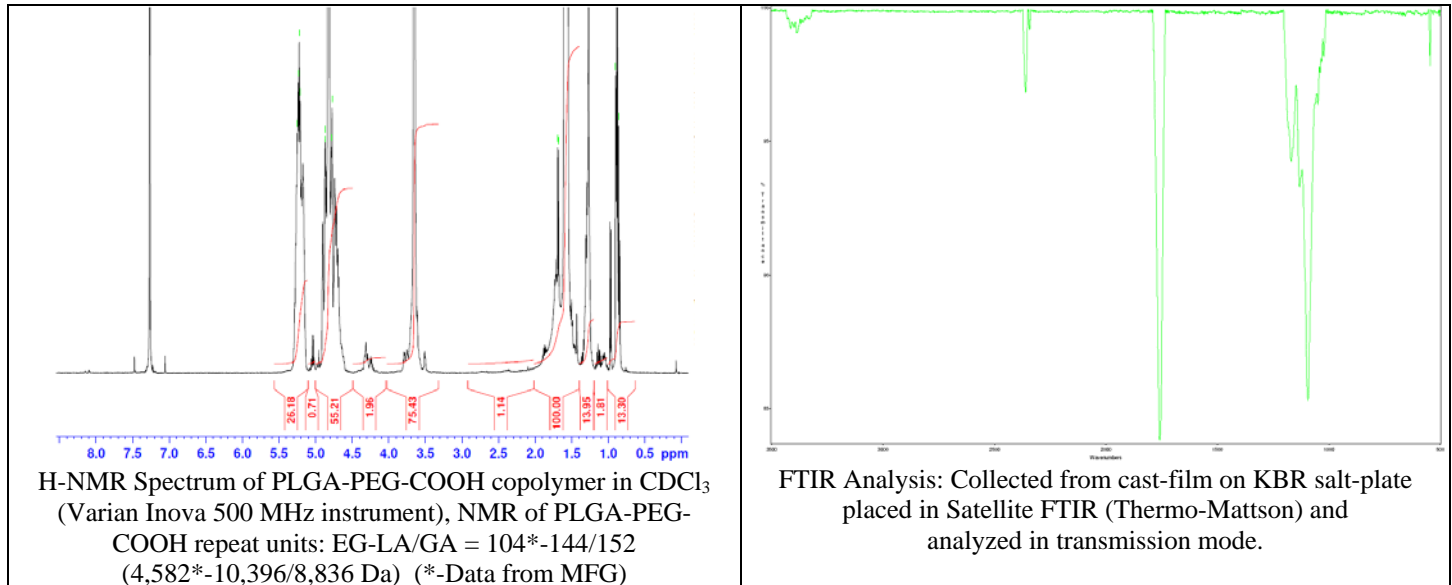 26.18
0.71
55.21
1.96
75.43
1.14
100.00
13.95
1.81
13.30
8.0 7.5 7.0 6.5 6.0 5.5 5.0 4.5 4.0 3.5 3.0 2.5 2.0 1.5 1.0 0.5 ppm
H-NMR Spectrum of PLGA-PEG-COOH copolymer in CDCl₃
(Varian Inova 500 MHz instrument), NMR of PLGA-PEG-
COOH repeat units: EG-LA/GA = 104*-144/152
(4,582*-10,396/8,836 Da) (*-Data from MFG)
% Transmittance
Wavenumbers
FTIR Analysis: Collected from cast-film on KBR salt-plate
placed in Satellite FTIR (Thermo-Mattson) and
analyzed in transmission mode.